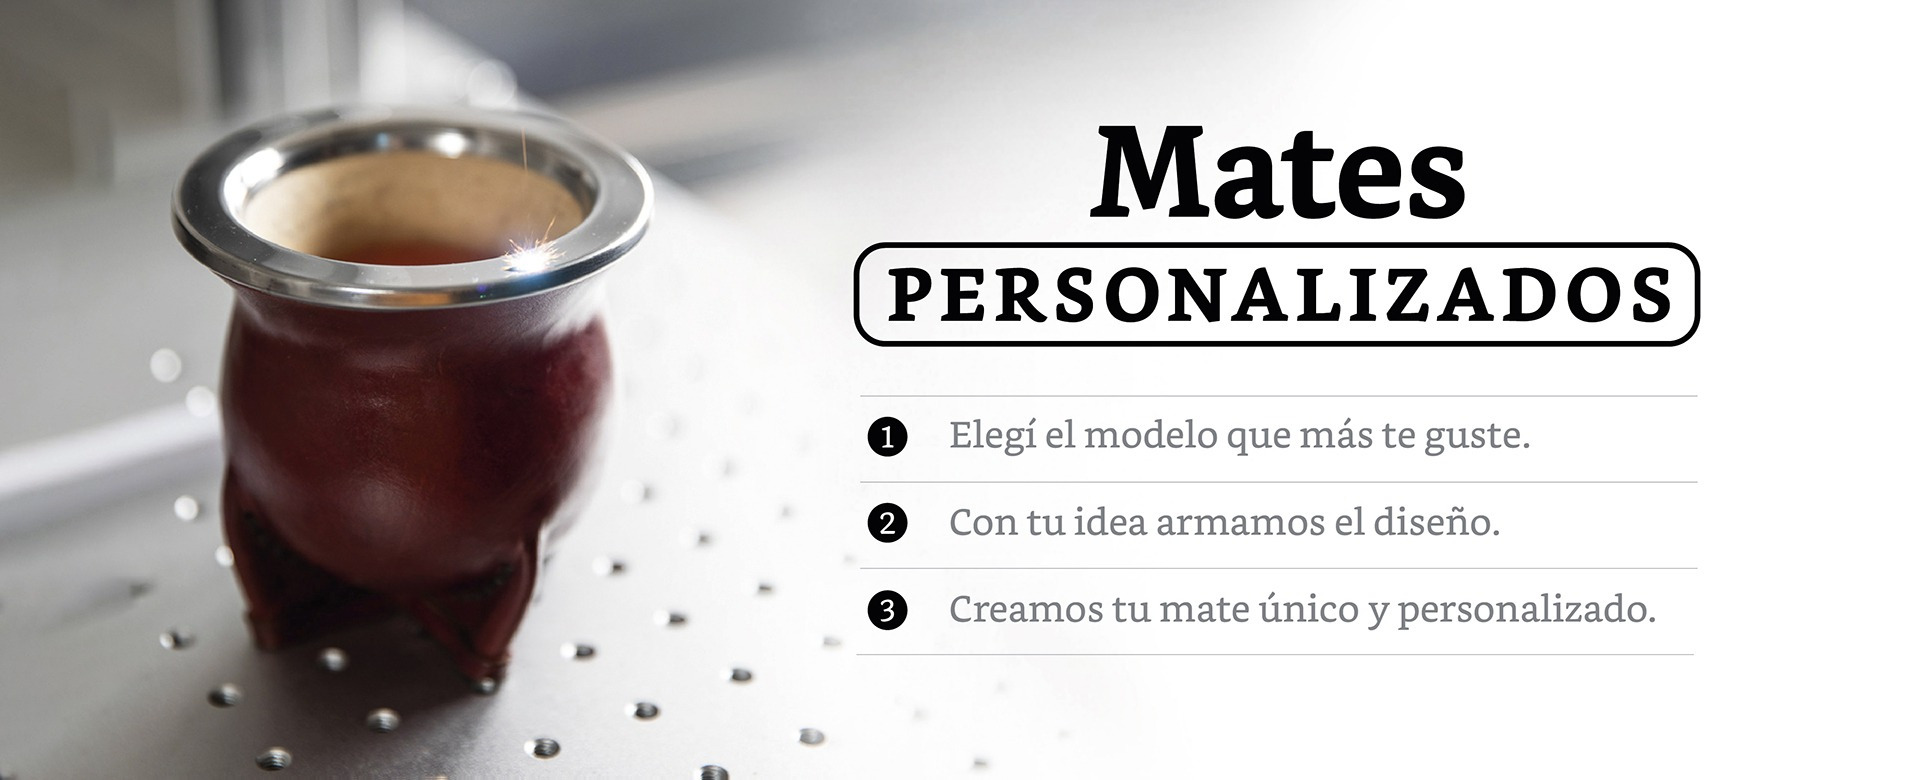 Mates
PERSONALIZADOS
1 Elegí el modelo que más te guste.
2 Con tu idea armamos el diseño.
3 Creamos tu mate único y personalizado.